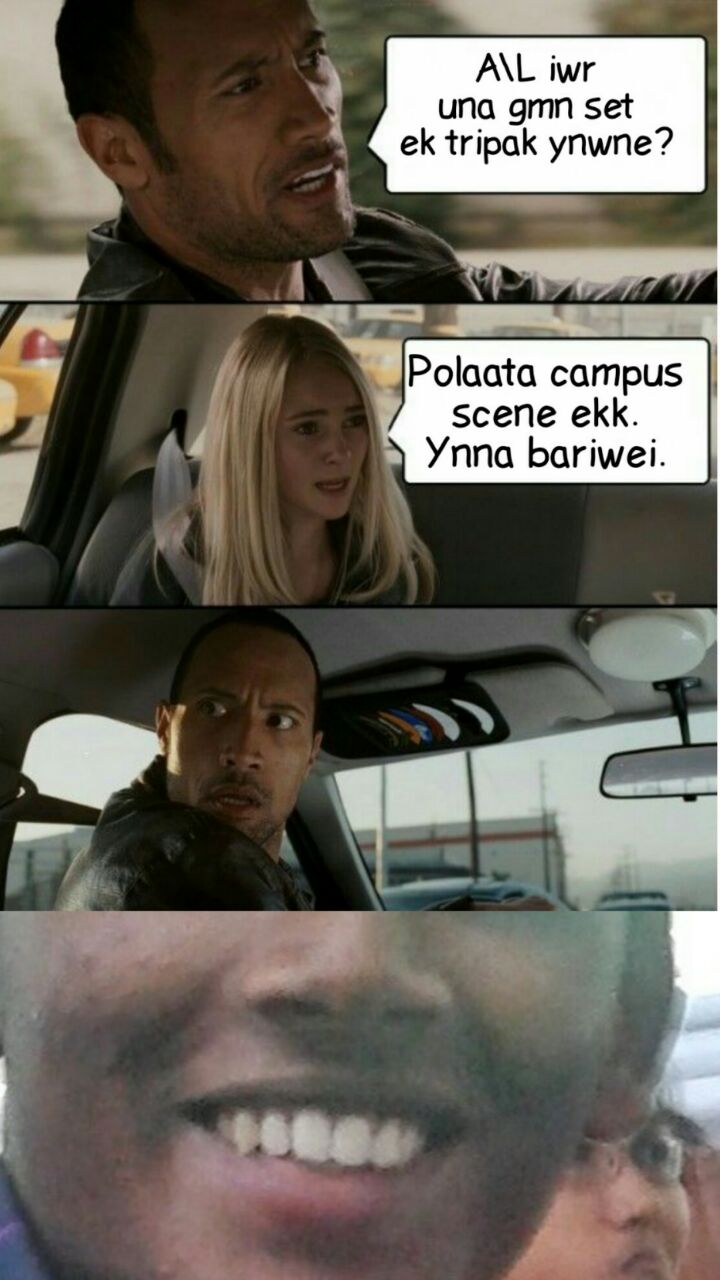 A\L iwr
una gmn set
ek tripak ynwne?
Polaata campus
scene ekk.
Ynna bariwei.